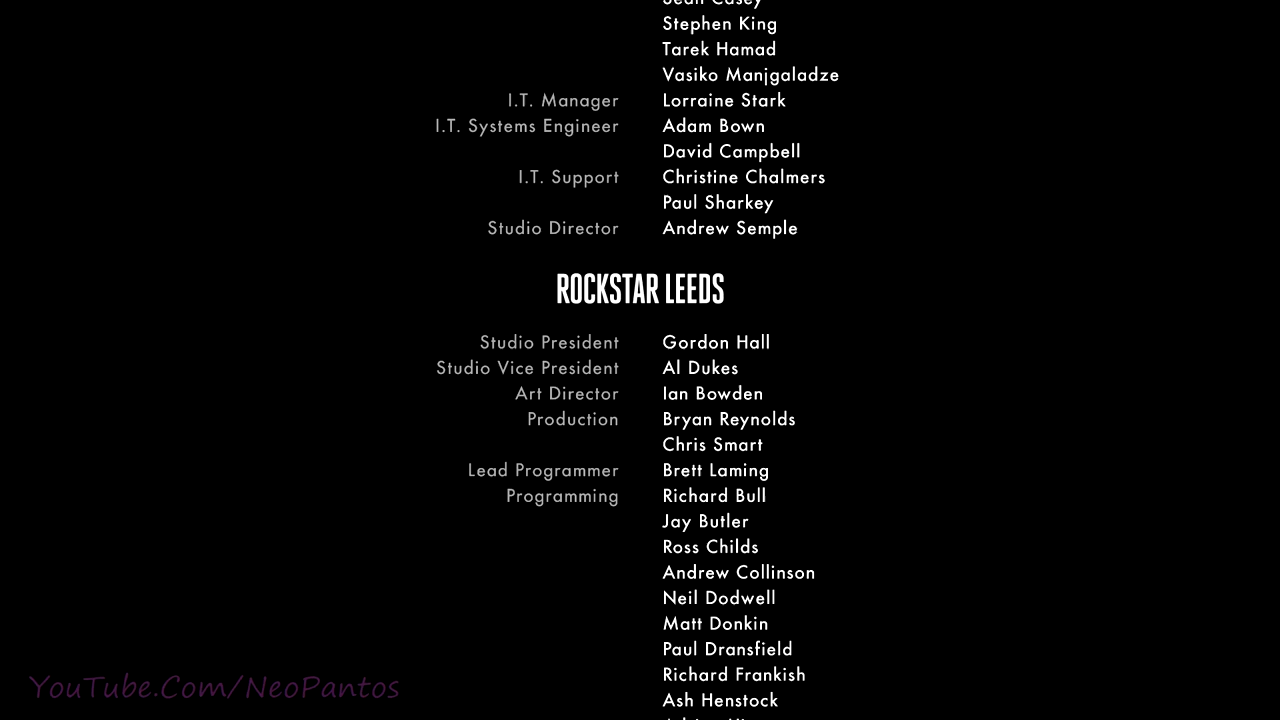 Sean Casey
Stephen King
Tarek Hamad
Vasiko Manjgaladze
I.T. Manager Lorraine Stark
I.T. Systems Engineer Adam Bown
David Campbell
I.T. Support Christine Chalmers
Paul Sharkey
Studio Director Andrew Semple
ROCKSTAR LEEDS
Studio President Gordon Hall
Studio Vice President Al Dukes
Art Director Ian Bowden
Production Bryan Reynolds
Chris Smart
Lead Programmer Brett Laming
Programming Richard Bull
Jay Butler
Ross Childs
Andrew Collinson
Neil Dodwell
Matt Donkin
Paul Dransfield
Richard Frankish
Ash Henstock
YouTube.Com/NeoPantos